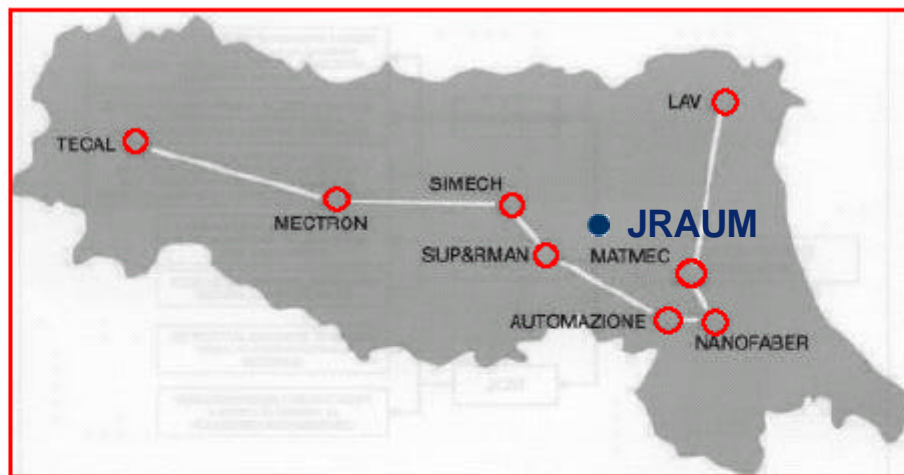 LAV
TECAL
SIMECH
MECTRON
JRAUM
SUP&RMAN
MATMEC
AUTOMAZIONE
NANOFABER